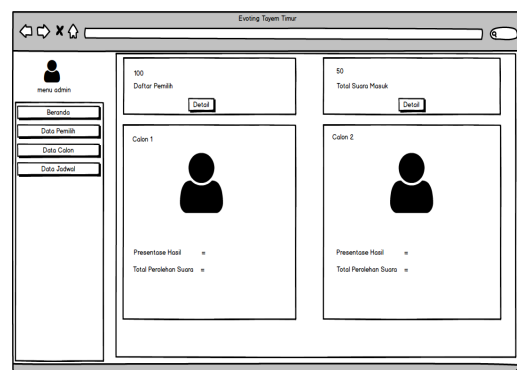 Evoting Tayem Timur
menu admin
Beranda
Data Pemilih
Data Calon
Data Jadwal
100
Daftar Pemilih
Detail
50
Total Suara Masuk
Detail
Calon 1
Presentase Hasil =
Total Perolehan Suara =
Calon 2
Presentase Hasil =
Total Perolehan Suara =